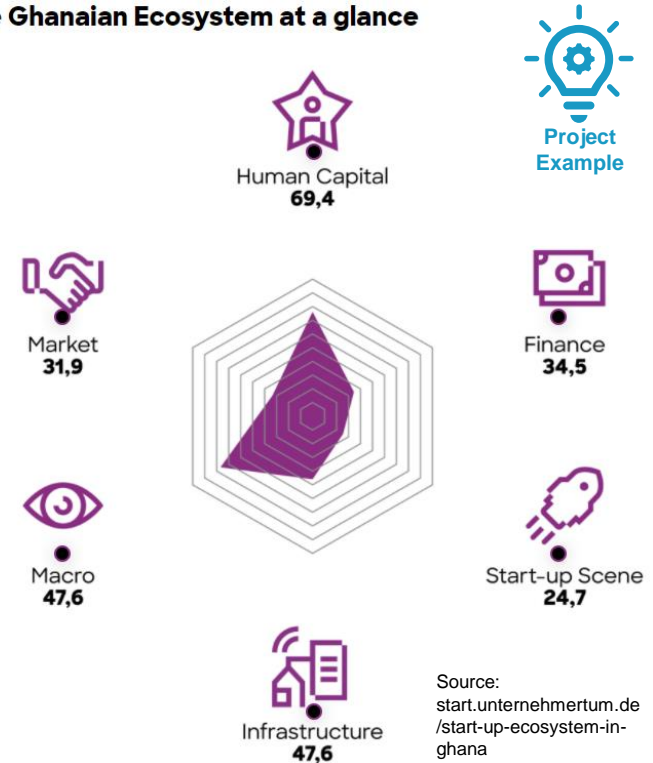 Ghanaian Ecosystem at a glance
Project
Example
Human Capital
69,4
Market
31,9
Finance
34,5
Macro
47,6
Start-up Scene
24,7
Infrastructure
47,6
Source:
start.unternehmertum.de
/start-up-ecosystem-in-
ghana